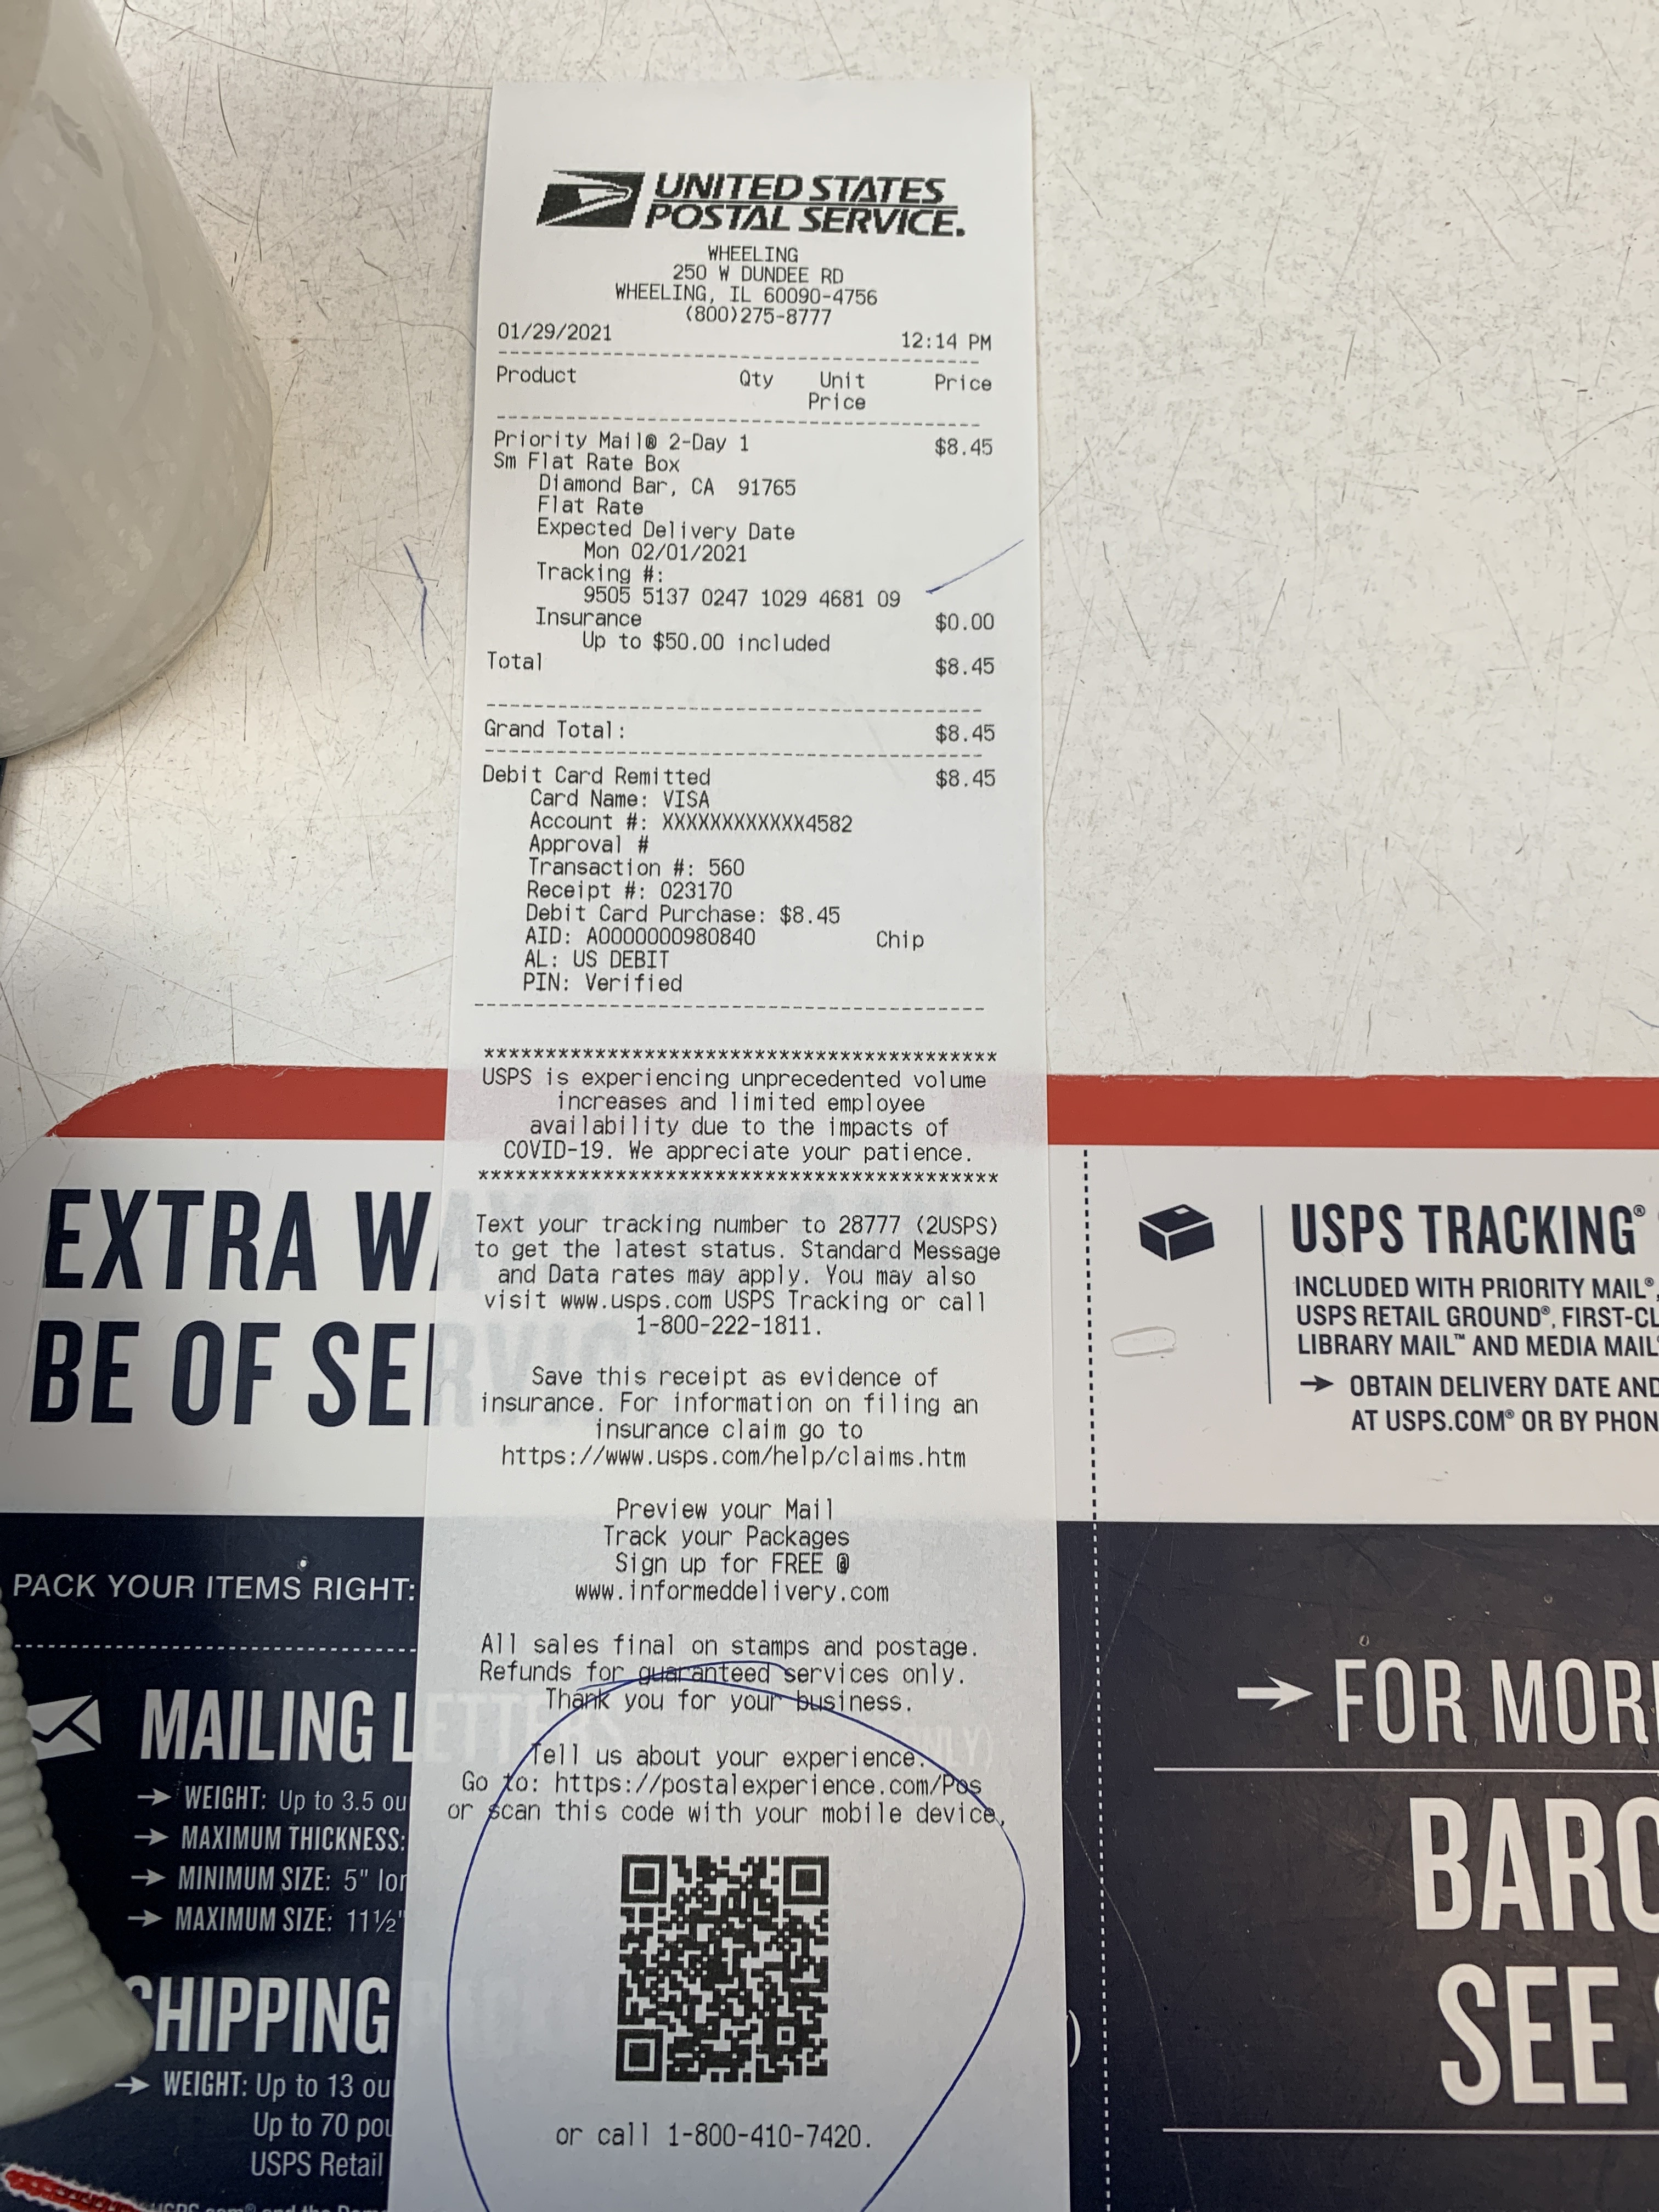 UNITED STATES
POSTAL SERVICE.
WHEELING
250 W DUNDEE RD
WHEELING, IL 60090-4756
(800)275-8777
01/29/2021 12:14 PM
Product Qty Unit Price
Price
Priority Mail® 2-Day 1 $8.45
Sm Flat Rate Box
Diamond Bar, CA 91765
Flat Rate
Expected Delivery Date
Mon 02/01/2021
Tracking #:
9505 5137 0247 1029 4681 09
Insurance $0.00
Up to $50.00 included
Total $8.45
Grand Total: $8.45
Debit Card Remitted $8.45
Card Name: VISA
Account #: XXXXXXXXXXXX4582
Approval #
Transaction #: 560
Receipt #: 023170
Debit Card Purchase: $8.45
AID: A0000000980840 Chip
AL: US DEBIT
PIN: Verified
******************************************
USPS is experiencing unprecedented volume
increases and limited employee
availability due to the impacts of
COVID-19. We appreciate your patience.
******************************************
Text your tracking number to 28777 (2USPS)
to get the latest status. Standard Message
and Data rates may apply. You may also
visit www.usps.com USPS Tracking or call
1-800-222-1811.
Save this receipt as evidence of
insurance. For information on filing an
insurance claim go to
https://www.usps.com/help/claims.htm
Preview your Mail
Track your Packages
Sign up for FREE @
www.informeddelivery.com
All sales final on stamps and postage.
Refunds for guaranteed services only.
Thank you for your business.
Tell us about your experience.
Go to: https://postalexperience.com/Pos
or scan this code with your mobile device,
or call 1-800-410-7420.
EXTRA WAYS
BE OF SERVICE
PACK YOUR ITEMS RIGHT:
MAILING LETTERS
→ WEIGHT: Up to 3.5 ou
→ MAXIMUM THICKNESS:
→ MINIMUM SIZE: 5" lon
→ MAXIMUM SIZE: 11½"
SHIPPING
→ WEIGHT: Up to 13 ou
Up to 70 pou
USPS Retail
USPS TRACKING®
INCLUDED WITH PRIORITY MAIL®,
USPS RETAIL GROUND®, FIRST-CL
LIBRARY MAIL™ AND MEDIA MAIL
→ OBTAIN DELIVERY DATE AND
AT USPS.COM® OR BY PHON
→ FOR MOR
BARC
SEE